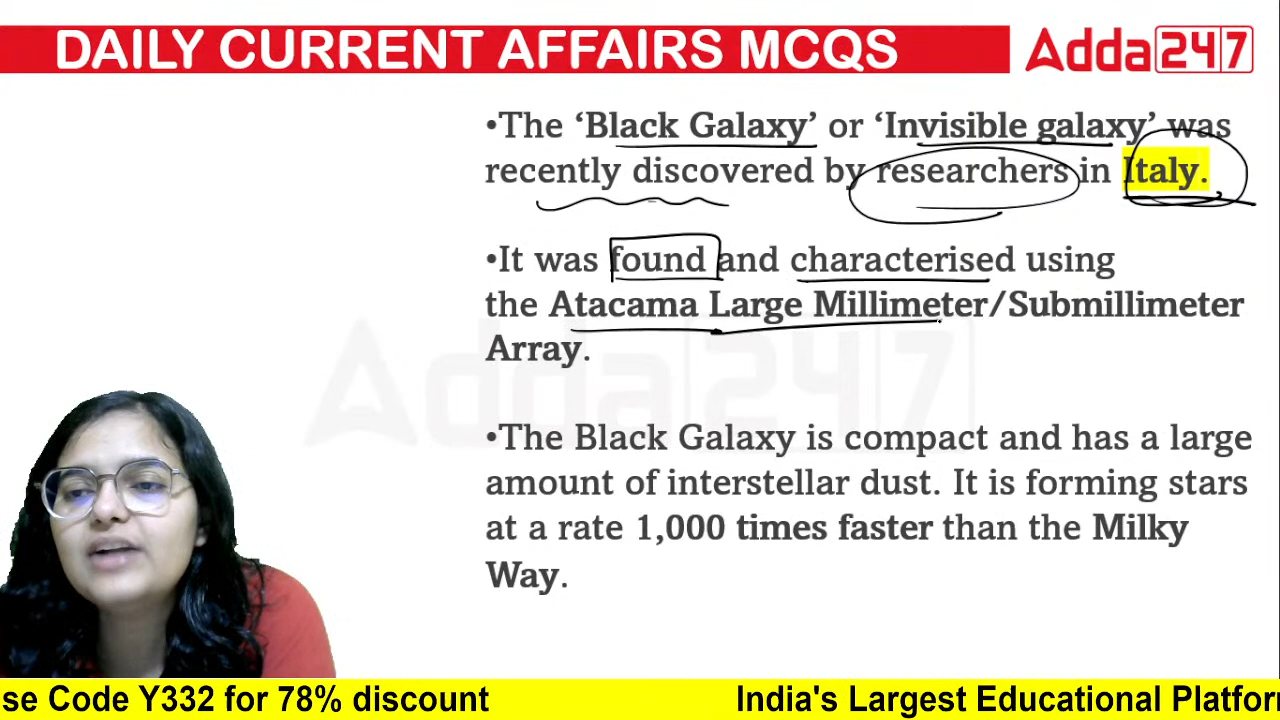 DAILY CURRENT AFFAIRS MCQS
Adda247
•The ‘Black Galaxy’ or ‘Invisible galaxy’ was
recently discovered by researchers in Italy.
•It was found and characterised using
the Atacama Large Millimeter/Submillimeter
Array.
Adda247
•The Black Galaxy is compact and has a large
amount of interstellar dust. It is forming stars
at a rate 1,000 times faster than the Milky
Way.
se Code Y332 for 78% discount
India's Largest Educational Platfor